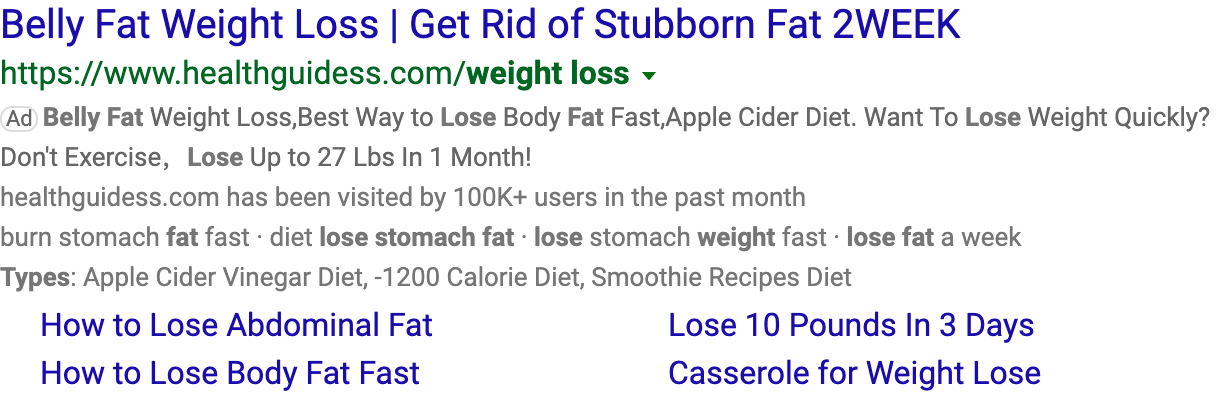 Belly Fat Weight Loss | Get Rid of Stubborn Fat 2WEEK
https://www.healthguidess.com/weight loss
Ad Belly Fat Weight Loss,Best Way to Lose Body Fat Fast,Apple Cider Diet. Want To Lose Weight Quickly?
Don't Exercise，Lose Up to 27 Lbs In 1 Month!
healthguidess.com has been visited by 100K+ users in the past month
burn stomach fat fast · diet lose stomach fat · lose stomach weight fast · lose fat a week
Types: Apple Cider Vinegar Diet, -1200 Calorie Diet, Smoothie Recipes Diet
How to Lose Abdominal Fat
Lose 10 Pounds In 3 Days
How to Lose Body Fat Fast
Casserole for Weight Lose